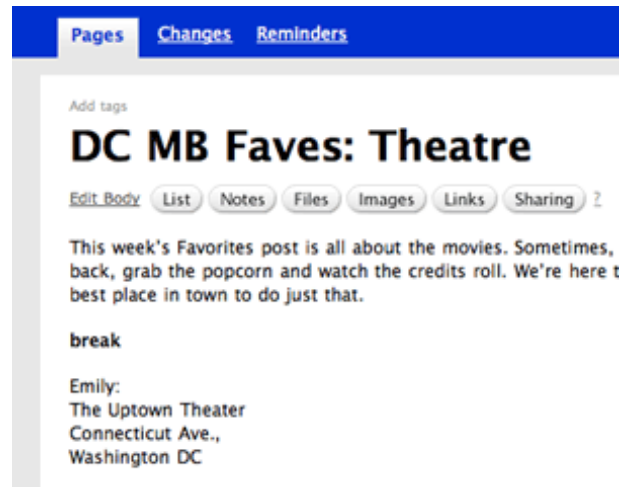 Pages Changes Reminders
Add tags
DC MB Faves: Theatre
Edit Body List Notes Files Images Links Sharing ?
This week's Favorites post is all about the movies. Sometimes,
back, grab the popcorn and watch the credits roll. We're here t
best place in town to do just that.
break
Emily:
The Uptown Theater
Connecticut Ave.,
Washington DC